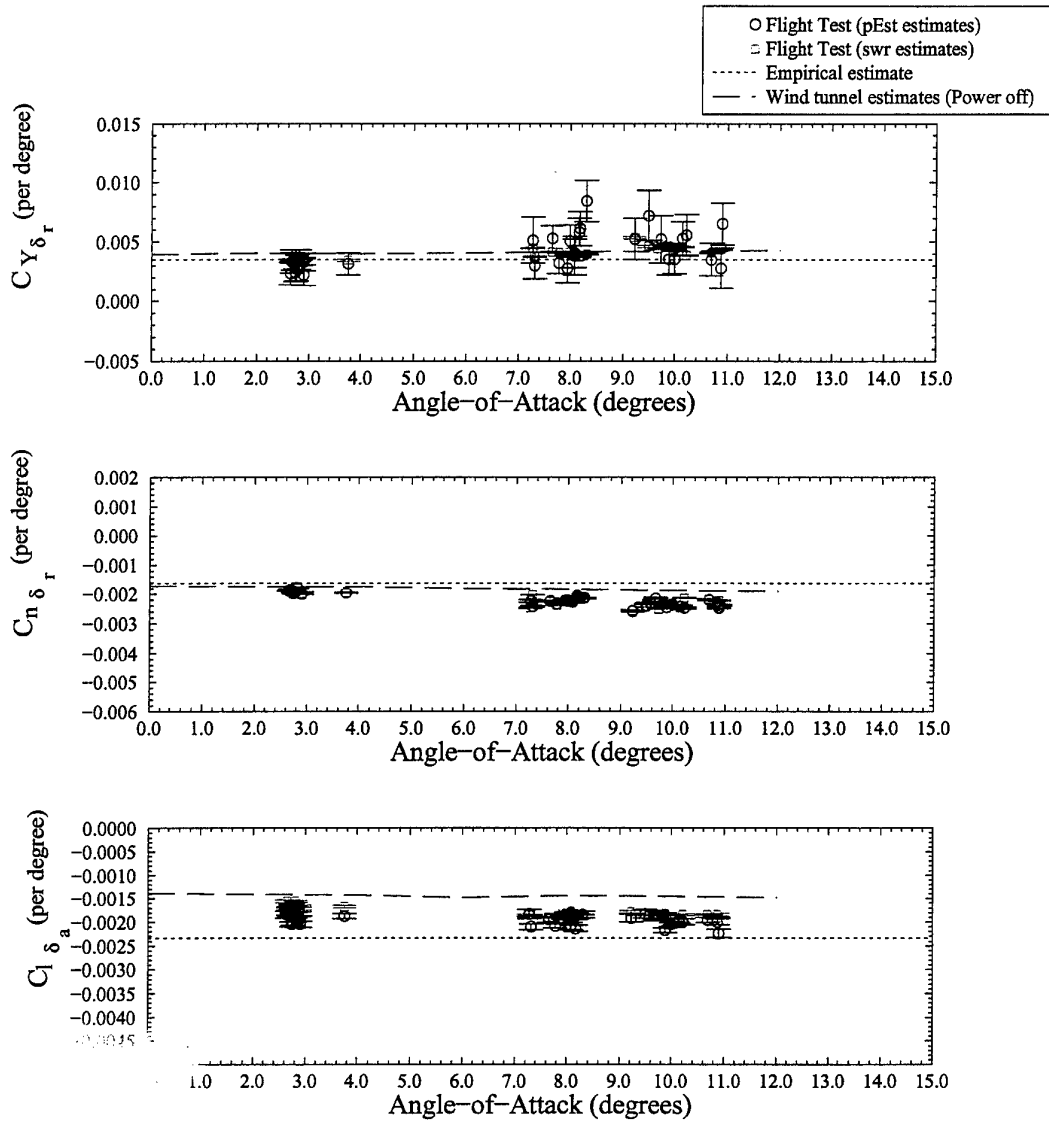 Flight Test (pEst estimates)
Flight Test (swr estimates)
Empirical estimate
Wind tunnel estimates (Power off)
C Y δ r (per degree)
0.015
0.010
0.005
0.000
−0.005
0.0 1.0 2.0 3.0 4.0 5.0 6.0 7.0 8.0 9.0 10.0 11.0 12.0 13.0 14.0 15.0
Angle−of−Attack (degrees)
C n δ r (per degree)
0.002
0.001
0.000
−0.001
−0.002
−0.003
−0.004
−0.005
−0.006
0.0 1.0 2.0 3.0 4.0 5.0 6.0 7.0 8.0 9.0 10.0 11.0 12.0 13.0 14.0 15.0
Angle−of−Attack (degrees)
C l δ a (per degree)
0.0000
−0.0005
−0.0010
−0.0015
−0.0020
−0.0025
−0.0030
−0.0035
−0.0040
−0.0045
1.0 2.0 3.0 4.0 5.0 6.0 7.0 8.0 9.0 10.0 11.0 12.0 13.0 14.0 15.0
Angle−of−Attack (degrees)